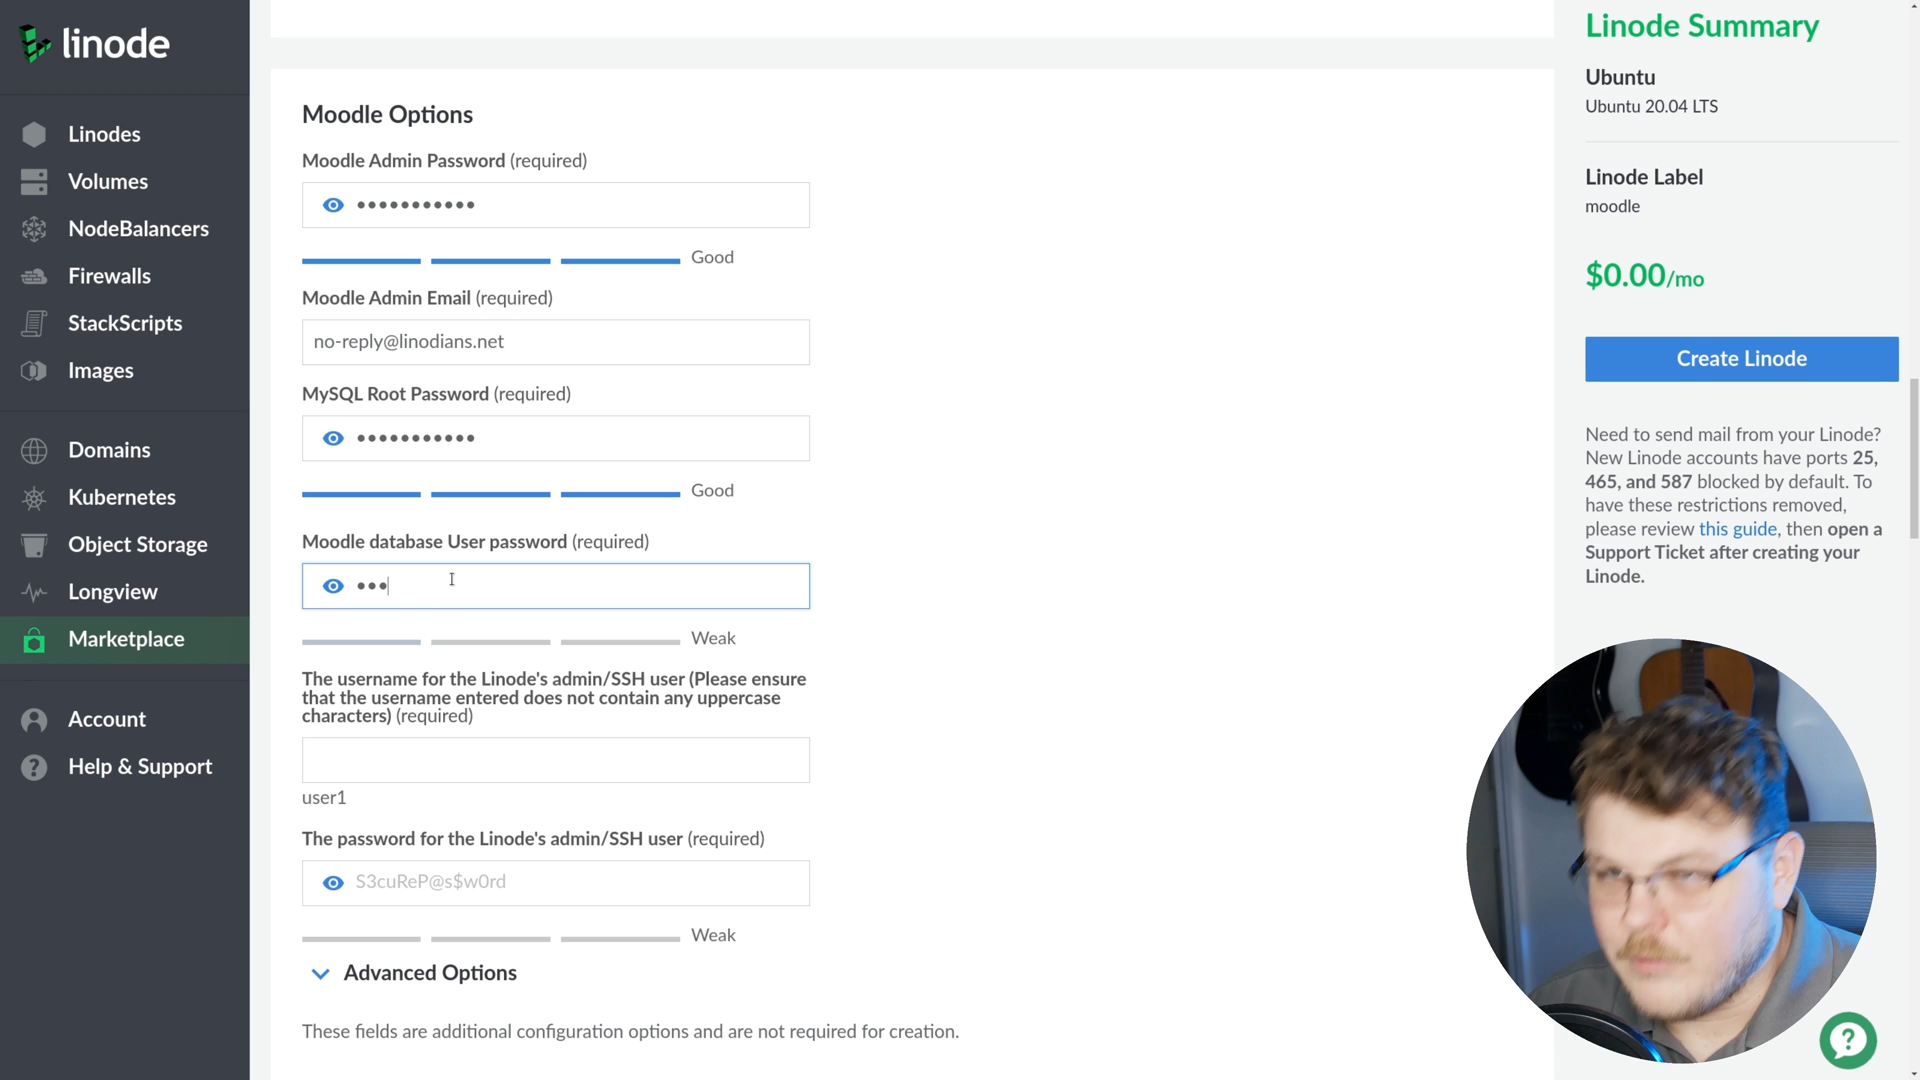 linode
Linodes
Volumes
NodeBalancers
Firewalls
StackScripts
Images
Domains
Kubernetes
Object Storage
Longview
Marketplace
Account
Help & Support
Moodle Options
Moodle Admin Password (required)
•••••••••••
Good
Moodle Admin Email (required)
no-reply@linodians.net
MySQL Root Password (required)
•••••••••••
Good
Moodle database User password (required)
•••
Weak
The username for the Linode's admin/SSH user (Please ensure
that the username entered does not contain any uppercase
characters) (required)
user1
The password for the Linode's admin/SSH user (required)
S3cuReP@s$w0rd
Weak
Advanced Options
These fields are additional configuration options and are not required for creation.
Linode Summary
Ubuntu
Ubuntu 20.04 LTS
Linode Label
moodle
$0.00/mo
Create Linode
Need to send mail from your Linode?
New Linode accounts have ports 25,
465, and 587 blocked by default. To
have these restrictions removed,
please review this guide, then open a
Support Ticket after creating your
Linode.